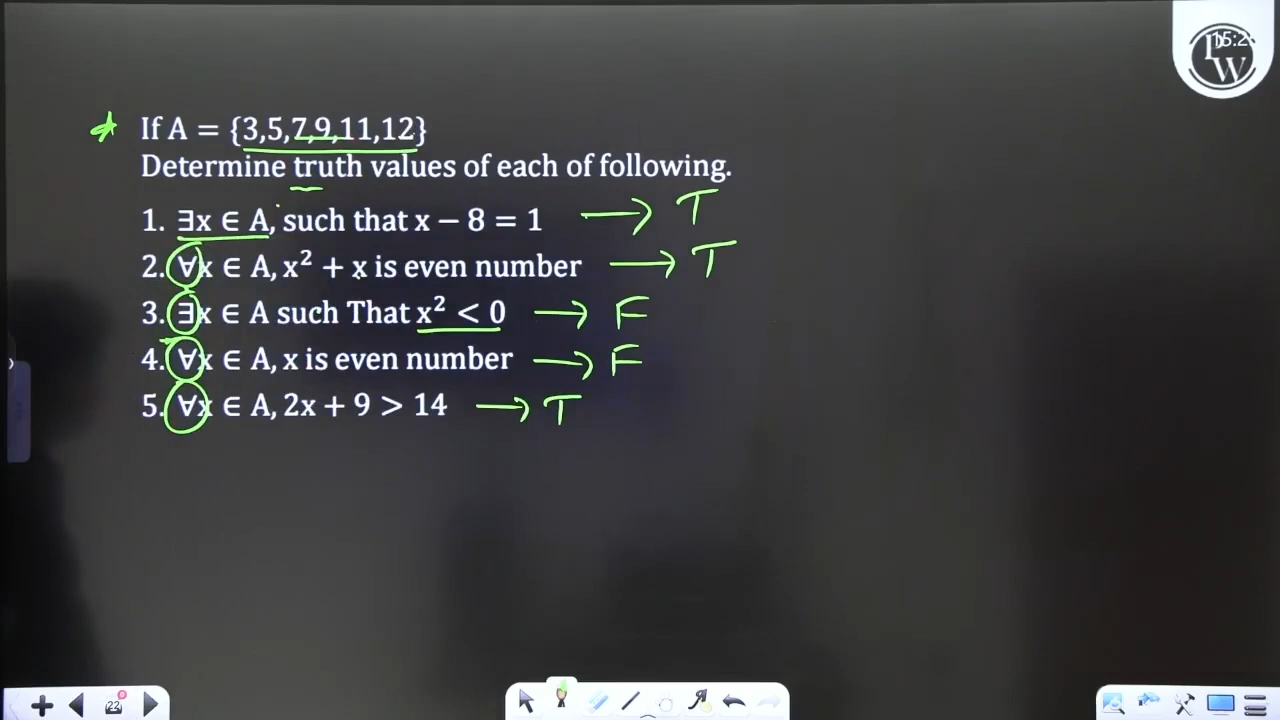 If A = {3,5,7,9,11,12}
Determine truth values of each of following.
1. ∃x ∈ A, such that x − 8 = 1 → T
2. ∀x ∈ A, x² + x is even number → T
3. ∃x ∈ A such That x² < 0 → F
4. ∀x ∈ A, x is even number → F
5. ∀x ∈ A, 2x + 9 > 14 → T
22